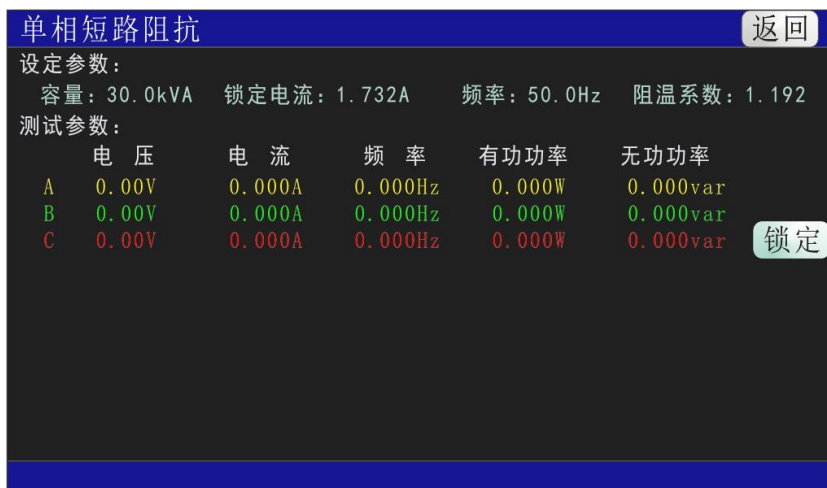 单相短路阻抗 返回
设定参数：
容量：30.0kVA 锁定电流：1.732A 频率：50.0Hz 阻温系数：1.192
测试参数：
电 压 电 流 频 率 有功功率 无功功率
A 0.00V 0.000A 0.000Hz 0.000W 0.000var
B 0.00V 0.000A 0.000Hz 0.000W 0.000var
C 0.00V 0.000A 0.000Hz 0.000W 0.000var
锁定